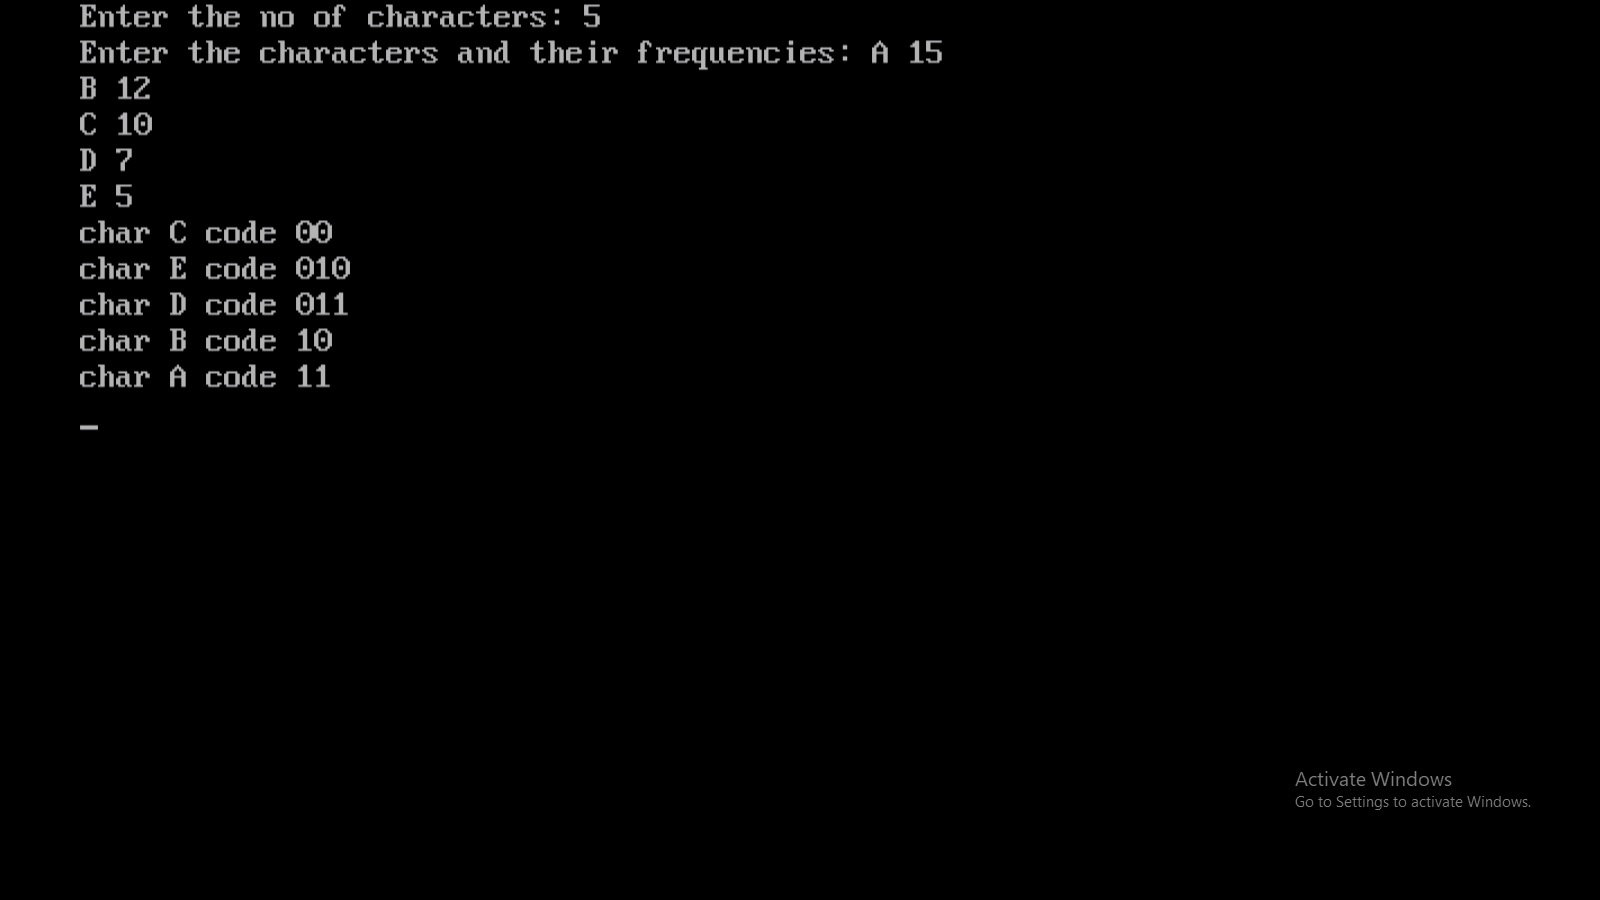 Enter the no of characters: 5
Enter the characters and their frequencies: A 15
B 12
C 10
D 7
E 5
char C code 00
char E code 010
char D code 011
char B code 10
char A code 11
_
Activate Windows
Go to Settings to activate Windows.